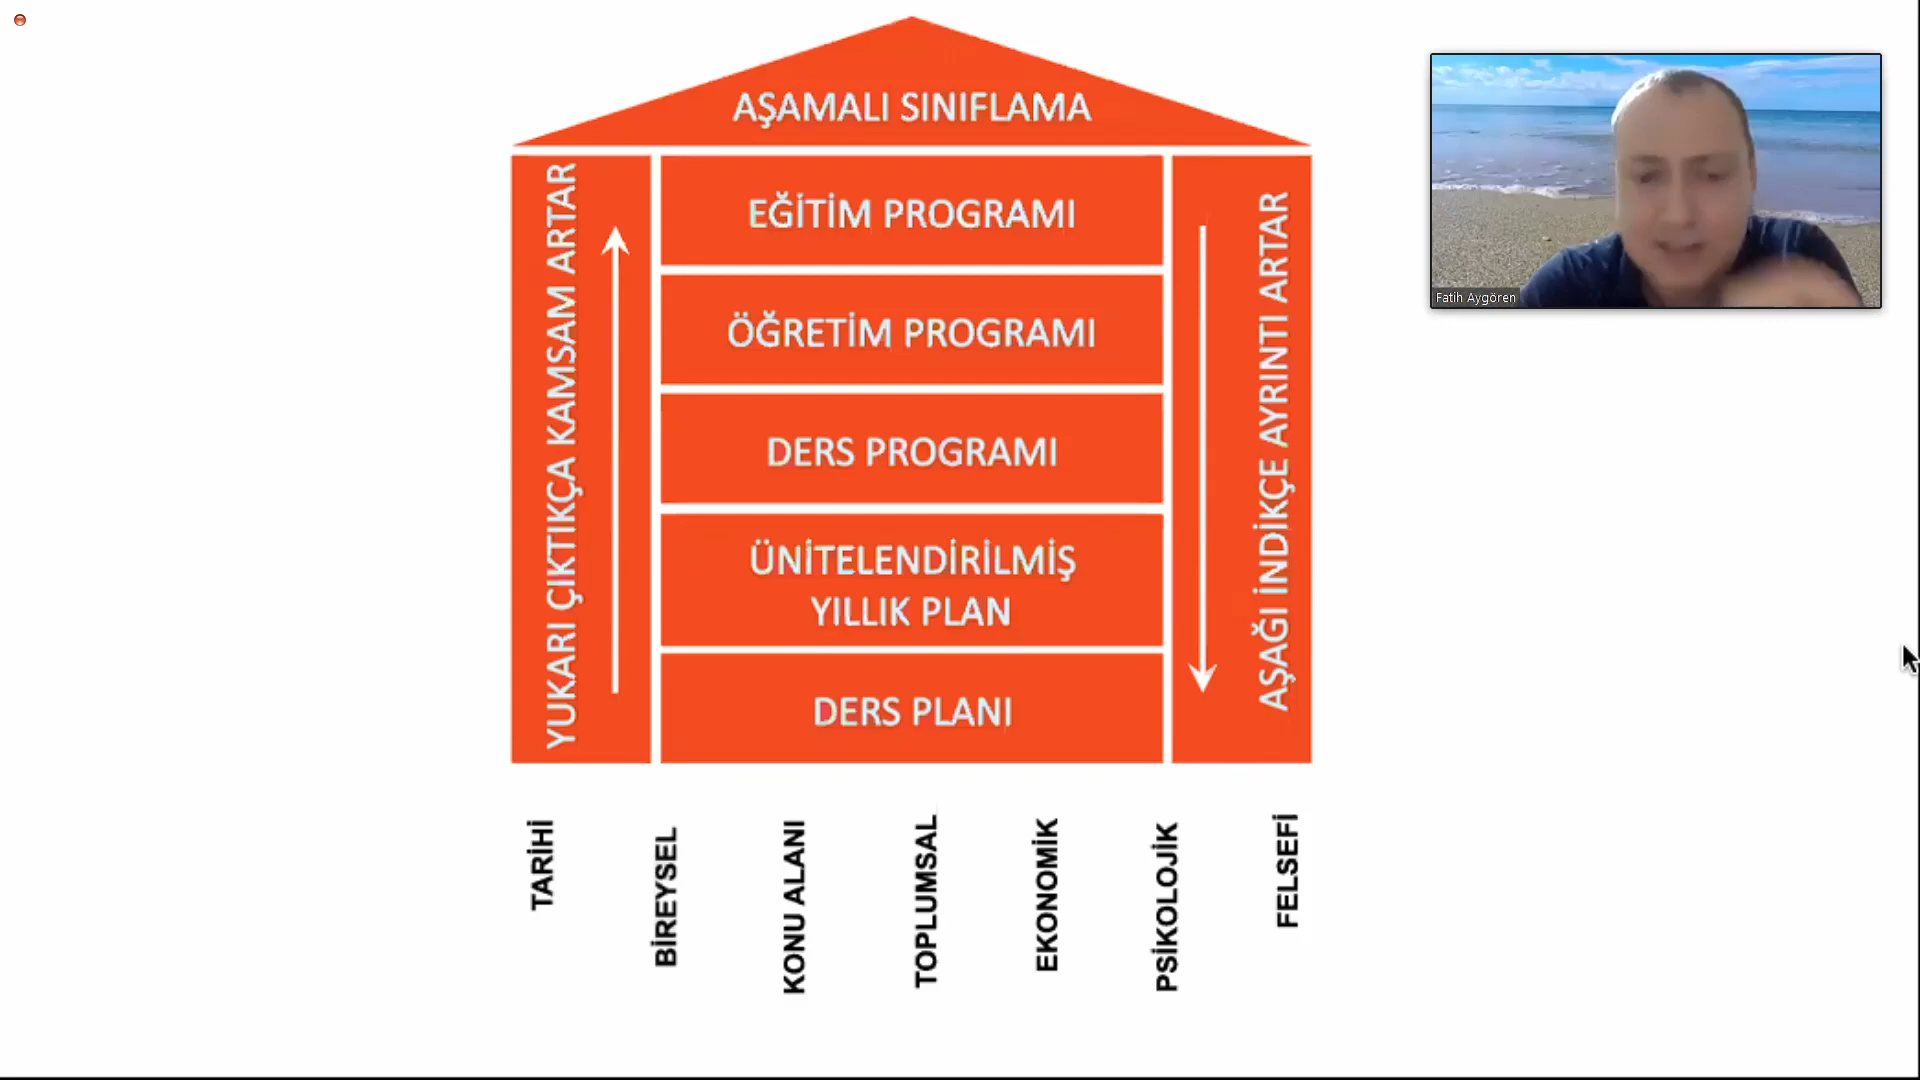 AŞAMALI SINIFLAMA
YUKARI ÇIKTIKÇA KAMSAM ARTAR
EĞİTİM PROGRAMI
ÖĞRETİM PROGRAMI
DERS PROGRAMI
ÜNİTELENDİRİLMİŞ
YILLIK PLAN
DERS PLANI
AŞAĞI İNDİKÇE AYRINTI ARTAR
TARİHİ
BİREYSEL
KONU ALANI
TOPLUMSAL
EKONOMİK
PSİKOLOJİK
FELSEFİ
Fatih Aygören